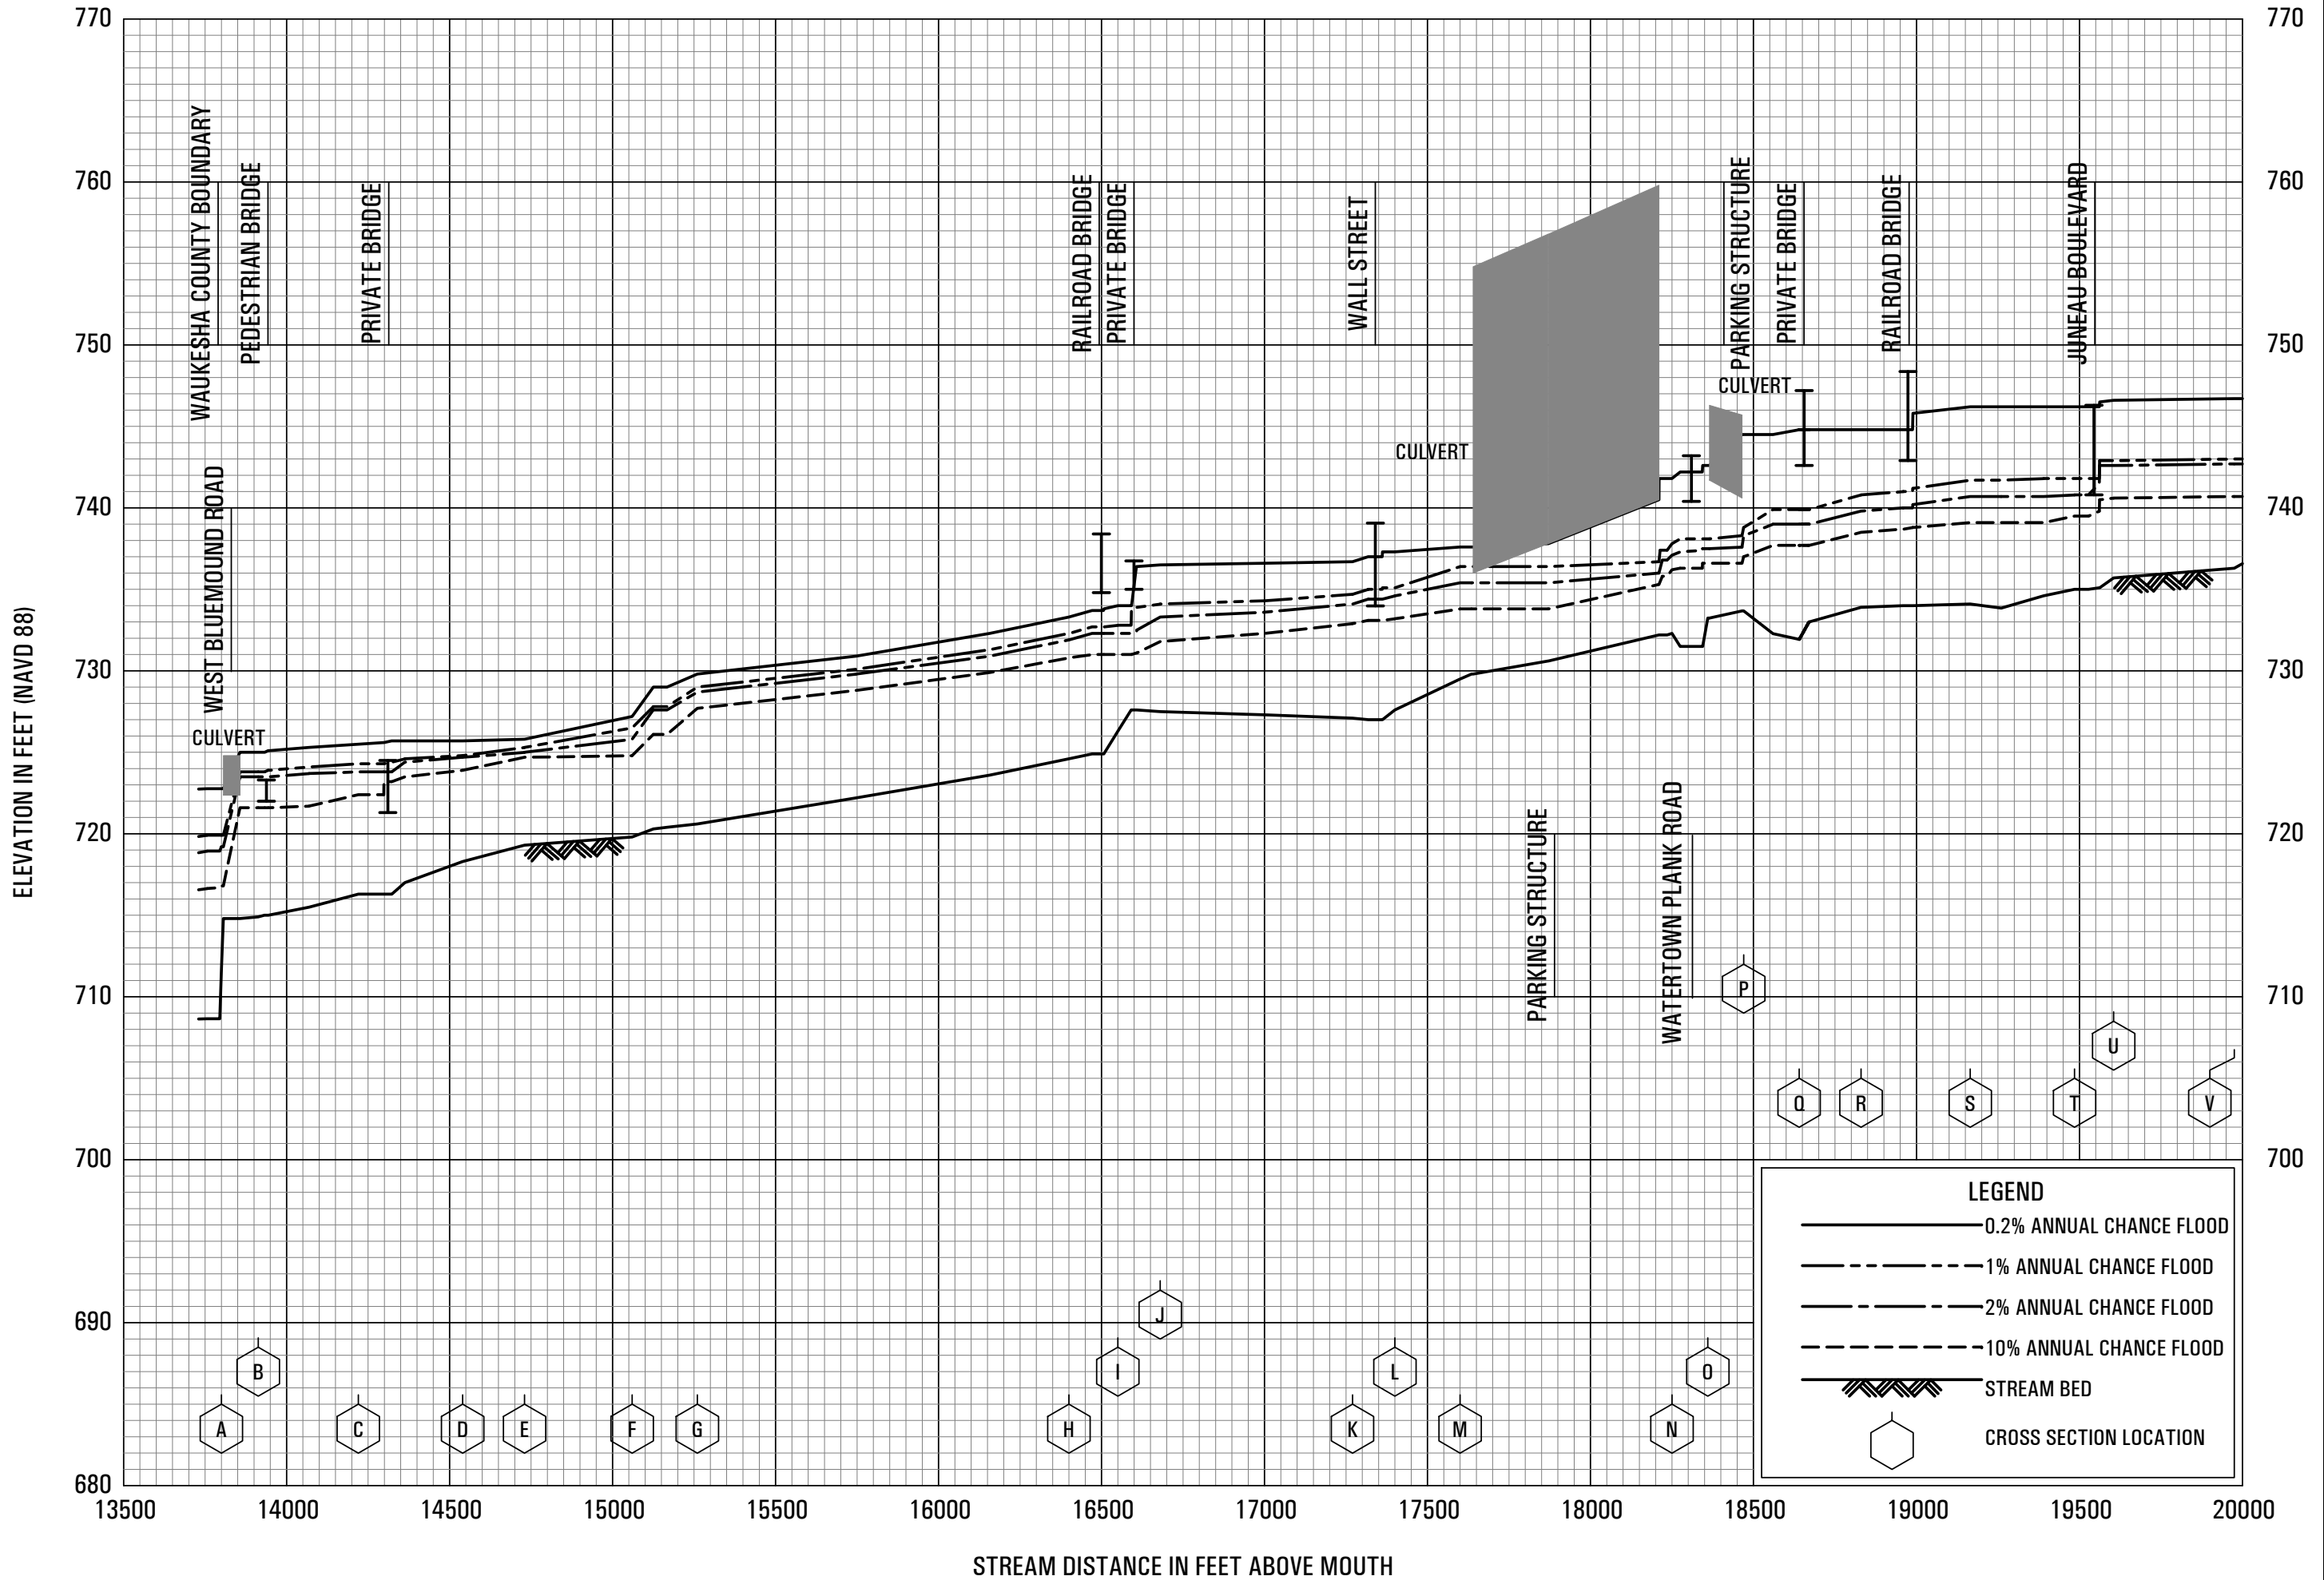 770
760
750
740
730
720
710
700
690
680
ELEVATION IN FEET (NAVD 88)
WAUKESHA COUNTY BOUNDARY
WEST BLUEMOUND ROAD
PEDESTRIAN BRIDGE
PRIVATE BRIDGE
RAILROAD BRIDGE
PRIVATE BRIDGE
WALL STREET
PARKING STRUCTURE
WATERTOWN PLANK ROAD
PARKING STRUCTURE
PRIVATE BRIDGE
RAILROAD BRIDGE
JUNEAU BOULEVARD
CULVERT
CULVERT
CULVERT
A
B
C
D
E
F
G
H
I
J
K
L
M
N
O
P
Q
R
S
T
U
V
LEGEND
0.2% ANNUAL CHANCE FLOOD
1% ANNUAL CHANCE FLOOD
2% ANNUAL CHANCE FLOOD
10% ANNUAL CHANCE FLOOD
STREAM BED
CROSS SECTION LOCATION
770
760
750
740
730
720
710
700
13500 14000 14500 15000 15500 16000 16500 17000 17500 18000 18500 19000 19500 20000
STREAM DISTANCE IN FEET ABOVE MOUTH